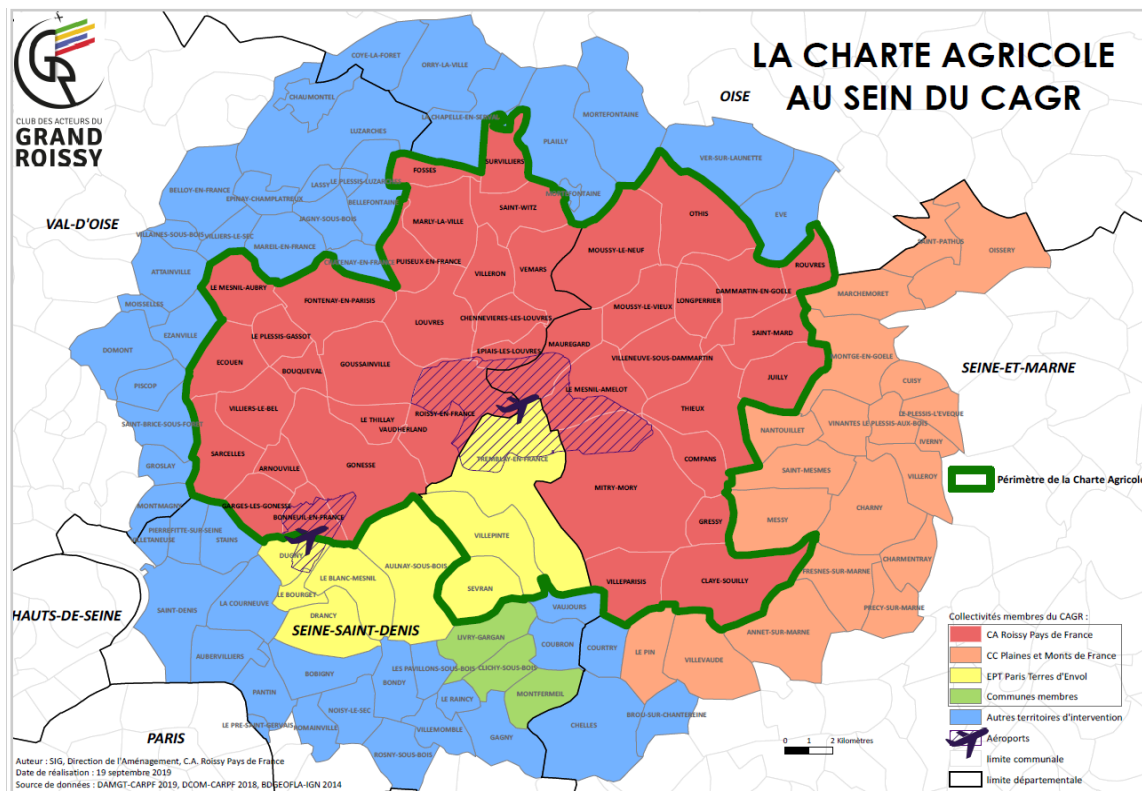 CLUB DES ACTEURS DU
GRAND
ROISSY
LA CHARTE AGRICOLE
AU SEIN DU CAGR
OISE
VAL-D'OISE
SEINE-ET-MARNE
HAUTS-DE-SEINE
SEINE-SAINT-DENIS
PARIS
COYE-LA-FORET
ORRY-LA-VILLE
CHAUMONTEL
LA CHAPELLE-EN-SERVAL
MORTEFONTAINE
LUZARCHES
PLAILLY
SURVILLIERS
VER-SUR-LAUNETTE
FOSSES
LASSY
LE PLESSIS-LUZARCHES
BELLOY-EN-FRANCE
EPINAY-CHAMPLATREUX
BELLEFONTAINE
SAINT-WITZ
OTHIS
EVE
JAGNY-SOUS-BOIS
MARLY-LA-VILLE
VILLAINES-SOUS-BOIS
VILLIERS-LE-SEC
MAREIL-EN-FRANCE
MOUSSY-LE-NEUF
SAINT-PATHUS
OISSERY
PUISEUX-EN-FRANCE
ROUVRES
ATTAINVILLE
VILLERON
VEMARS
LE MESNIL-AUBRY
DAMMARTIN-EN-GOELE
MARCHEMORET
FONTENAY-EN-PARISIS
MOISSELLES
MOUSSY-LE-VIEUX
LONGPERRIER
CHENNEVIERES-LES-LOUVRES
LOUVRES
EZANVILLE
LE PLESSIS-GASSOT
SAINT-MARD
MAUREGARD
DOMONT
EPIAIS-LES-LOUVRES
VILLENEUVE-SOUS-DAMMARTIN
MONTGE-EN-GOELE
ECOUEN
BOUQUEVAL
GOUSSAINVILLE
JUILLY
CUISY
PISCOP
LE MESNIL-AMELOT
VILLIERS-LE-BEL
ROISSY-EN-FRANCE
THIEUX
LE-PLESSIS-L'EVEQUE
SAINT-BRICE-SOUS-FORET
LE THILLAY
VINANTES
LE PLESSIS-AUX-BOIS
VAUDHERLAND
NANTOUILLET
IVERNY
SARCELLES
TREMBLAY-EN-FRANCE
COMPANS
GROSLAY
ARNOUVILLE
GONESSE
SAINT-MESMES
VILLEROY
MITRY-MORY
Périmètre de la Charte Agricole
MONTMAGNY
GARGES-LES-GONESSE
CHARNY
BONNEUIL-EN-FRANCE
MESSY
GRESSY
PIERREFITTE-SUR-SEINE
VILLETANEUSE
STAINS
VILLEPINTE
DUGNY
CHARMENTRAY
AULNAY-SOUS-BOIS
FRESNES-SUR-MARNE
LE BLANC-MESNIL
VILLEPARISIS
CLAYE-SOUILLY
SAINT-DENIS
SEVRAN
LE BOURGET
LA COURNEUVE
PRECY-SUR-MARNE
DRANCY
VAUJOURS
ANNET-SUR-MARNE
LIVRY-GARGAN
COUBRON
COURTRY
LE PIN
AUBERVILLIERS
VILLEVAUDE
LES PAVILLONS-SOUS-BOIS
CLICHY-SOUS-BOIS
BOBIGNY
BONDY
PANTIN
MONTFERMEIL
LE RAINCY
NOISY-LE-SEC
BROU-SUR-CHANTEREINE
LE PRE-SAINT-GERVAIS
ROMAINVILLE
VILLEMOMBLE
CHELLES
GAGNY
ROSNY-SOUS-BOIS
Collectivités membres du CAGR :
CA Roissy Pays de France
CC Plaines et Monts de France
EPT Paris Terres d'Envol
Communes membres
Autres territoires d'intervention
Aéroports
limite communale
limite départementale
0 1 2 Kilomètres
Auteur : SIG, Direction de l'Aménagement, C.A. Roissy Pays de France
Date de réalisation : 19 septembre 2019
Source de données : DAMGT-CARPF 2019, DCOM-CARPF 2018, BDGEOFLA-IGN 2014